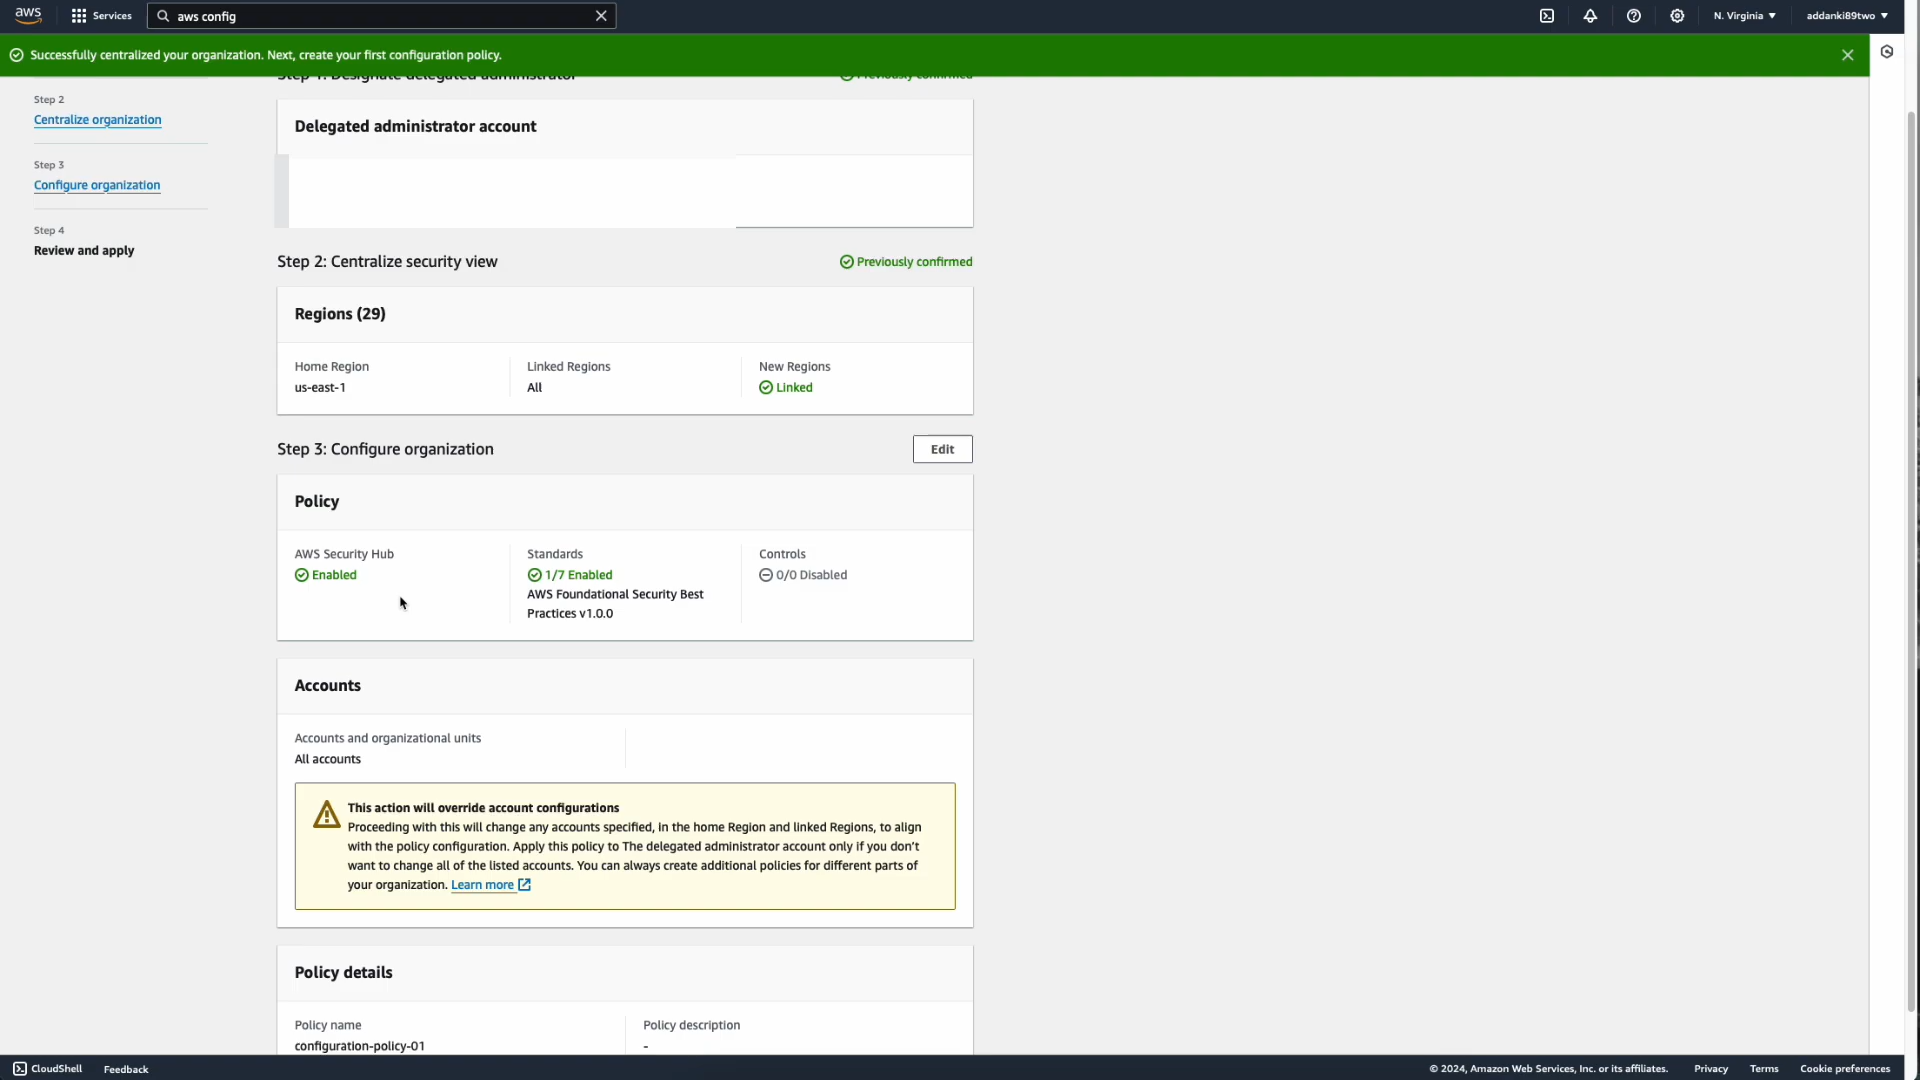 aws
Services
aws config
N. Virginia
addanki89two
Successfully centralized your organization. Next, create your first configuration policy.
Step 1: Designate delegated administrator
Previously confirmed
Step 2
Centralize organization
Step 3
Configure organization
Step 4
Review and apply
Delegated administrator account
Step 2: Centralize security view
Previously confirmed
Regions (29)
Home Region
us-east-1
Linked Regions
All
New Regions
Linked
Step 3: Configure organization
Edit
Policy
AWS Security Hub
Enabled
Standards
1/7 Enabled
AWS Foundational Security Best
Practices v1.0.0
Controls
0/0 Disabled
Accounts
Accounts and organizational units
All accounts
This action will override account configurations
Proceeding with this will change any accounts specified, in the home Region and linked Regions, to align
with the policy configuration. Apply this policy to The delegated administrator account only if you don't
want to change all of the listed accounts. You can always create additional policies for different parts of
your organization. Learn more
Policy details
Policy name
configuration-policy-01
Policy description
-
CloudShell
Feedback
© 2024, Amazon Web Services, Inc. or its affiliates.
Privacy
Terms
Cookie preferences